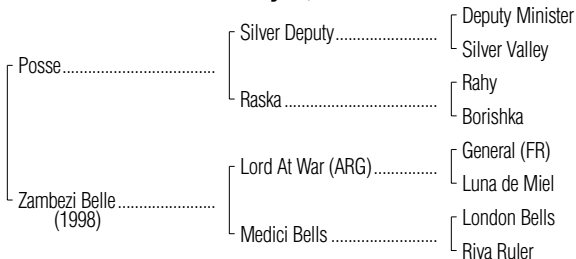 Deputy Minister
Silver Deputy................
Silver Valley
Posse..................................
Rahy
Raska..................................
Borishka
General (FR)
Lord At War (ARG)..............
Luna de Miel
Zambezi Belle......................
(1998)
London Bells
Medici Bells........................
Riva Ruler